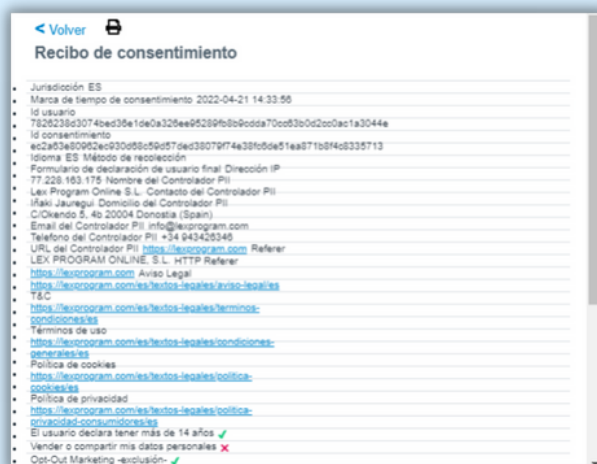 < Volver
Recibo de consentimiento
Jurisdicción ES
Marca de tiempo de consentimiento 2022-04-21 14:33:56
Id usuario
7826238d3074bed36e1de0a326ee95289fb8b9cdda70cc63b0d2cc0ac1a3044e
Id consentimiento
ec2a63e80962ec930d68c59d57ded38079f74e38fc6de51ea871b8f4c8335713
Idioma ES Método de recolección
Formulario de declaración de usuario final Dirección IP
77.228.163.175 Nombre del Controlador PII
Lex Program Online S.L. Contacto del Controlador PII
Iñaki Jauregui Domicilio del Controlador PII
C/Okendo 5, 4b 20004 Donostia (Spain)
Email del Controlador PII info@lexprogram.com
Telefono del Controlador PII +34 943426346
URL del Controlador PII https://lexprogram.com Referer
LEX PROGRAM ONLINE, S.L. HTTP Referer
https://lexprogram.com Aviso Legal
https://lexprogram.com/es/textos-legales/aviso-legal/es
T&C
https://lexprogram.com/es/textos-legales/terminos-
condiciones/es
Términos de uso
https://lexprogram.com/es/textos-legales/condiciones-
generales/es
Política de cookies
https://lexprogram.com/es/textos-legales/politica-
cookies/es
Política de privacidad
https://lexprogram.com/es/textos-legales/politica-
privacidad-consumidores/es
El usuario declara tener más de 14 años ✓
Vender o compartir mis datos personales ✗
Opt-Out Marketing -exclusión- ✓